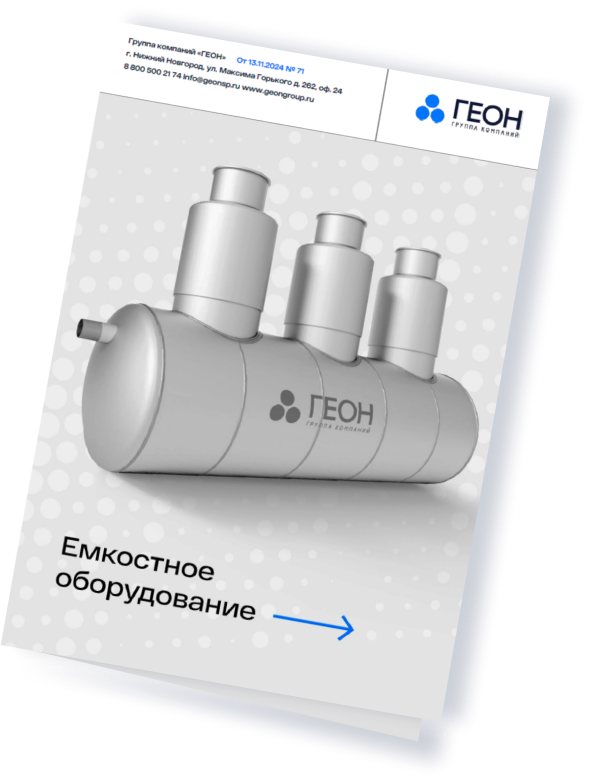 Группа компаний «ГЕОН» От 13.11.2024 № 71
г. Нижний Новгород, ул. Максима Горького д. 262, оф. 24
8 800 500 21 74 info@geonsp.ru www.geongroup.ru
ГЕОН
ГРУППА КОМПАНИЙ
ГЕОН
ГРУППА КОМПАНИЙ
Емкостное
оборудование